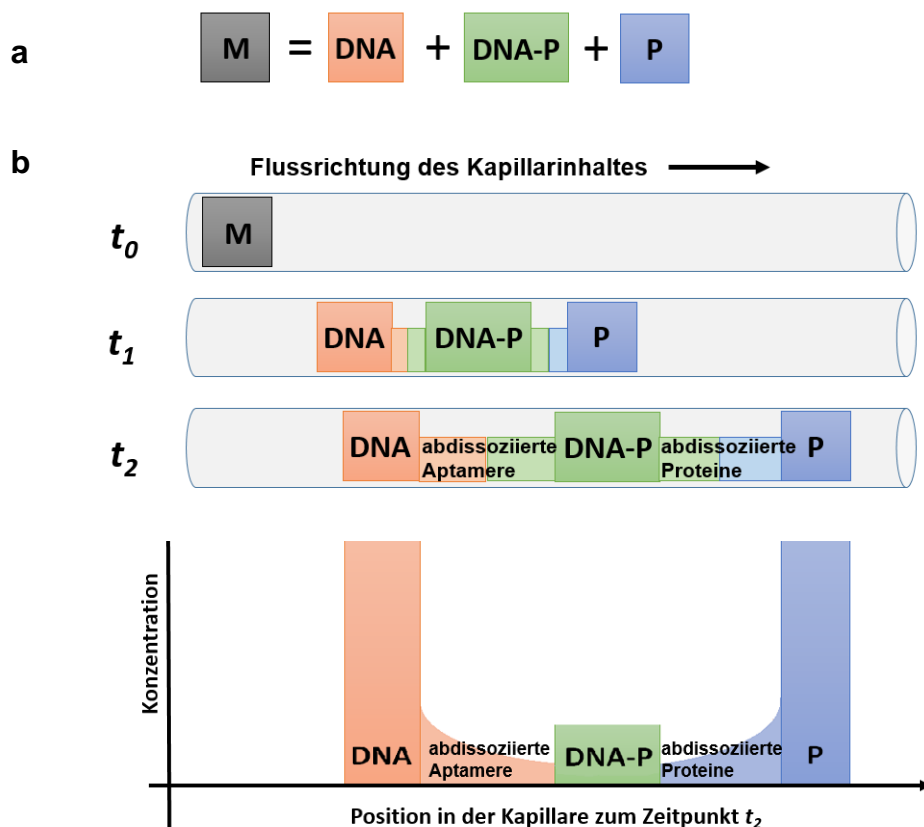 a
M = DNA + DNA-P + P
b
Flussrichtung des Kapillarinhaltes
t0
M
t1
DNA DNA-P P
t2
DNA abdissoziierte Aptamere DNA-P abdissoziierte Proteine P
Konzentration
DNA abdissoziierte Aptamere DNA-P abdissoziierte Proteine P
Position in der Kapillare zum Zeitpunkt t2